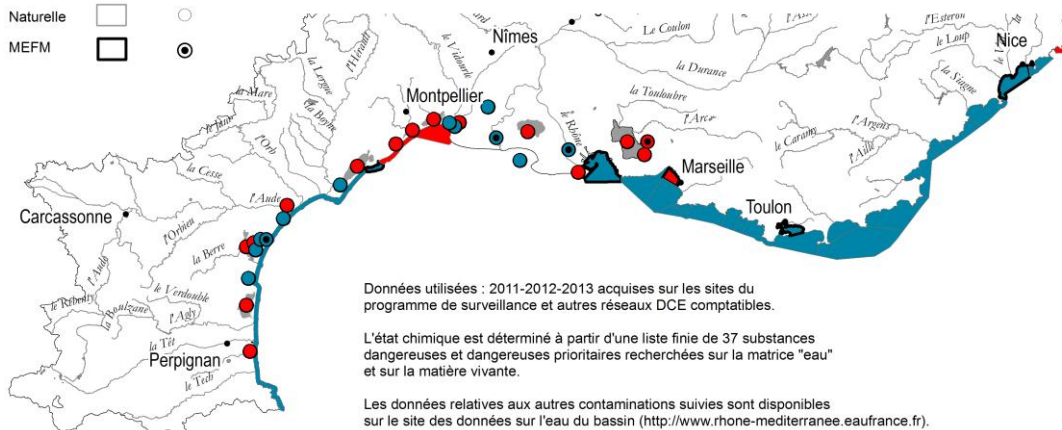 Naturelle
MEFM
Nîmes
Le Coulon
l'Esteron
le Loup
Nice
le Vidourle
l'Hérault
la Durance
la Siagne
la Lergue
Montpellier
la Touloubre
la Mare
la Boyne
l'Arc
le Rhône
l'Argens
le Jaur
l'Orb
le Caramy
l'Aille
Marseille
la Cesse
l'Aude
Toulon
Carcassonne
l'Orbieu
la Berre
l'Aude
le Verdouble
le Rébenty
la Boulzane
l'Agly
la Têt
Perpignan
le Tech
Données utilisées : 2011-2012-2013 acquises sur les sites du
programme de surveillance et autres réseaux DCE comptatibles.
L'état chimique est déterminé à partir d'une liste finie de 37 substances
dangereuses et dangereuses prioritaires recherchées sur la matrice "eau"
et sur la matière vivante.
Les données relatives aux autres contaminations suivies sont disponibles
sur le site des données sur l'eau du bassin (http://www.rhone-mediterranee.eaufrance.fr).